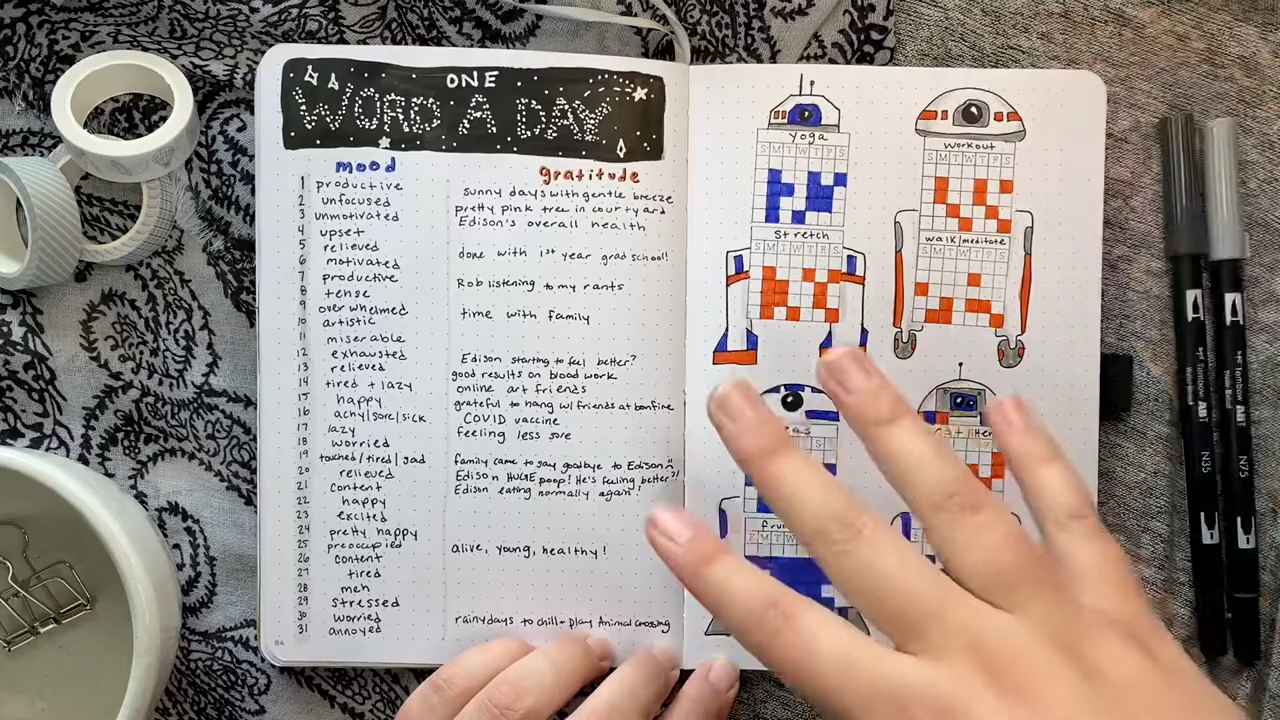 ONE
WORD A DAY
mood
gratitude
1 productive
2 unfocused
3 unmotivated
4 upset
5 relieved
6 motivated
7 productive
8 tense
9 overwhelmed
10 artistic
11 miserable
12 exhausted
13 relieved
14 tired + lazy
15 happy
16 achy/sore/sick
17 lazy
18 worried
19 touched/tired/sad
20 relieved
21 content
22 happy
23 excited
24 pretty happy
25 preoccupied
26 content
27 tired
28 meh
29 stressed
30 worried
31 annoyed
sunny days with gentle breeze
pretty pink tree in courtyard
Edison's overall health
done with 1st year grad school!
Rob listening to my rants
time with family
Edison starting to feel better?
good results on blood work
online art friends
grateful to hang w/ friends at bonfire
COVID vaccine
feeling less sore
family came to say goodbye to Edison
Edison HUGE poop! He's feeling better?!
Edison eating normally again!
alive, young, healthy!
rainy days to chill + play Animal Crossing
84
yoga
S M T W T F S
stretch
S M T W T F S
workout
S M T W T F S
walk/meditate
S M T W T F S
litter
S
fru
S M T W
N35
Tombow
ABT
N75
Tombow
ABT